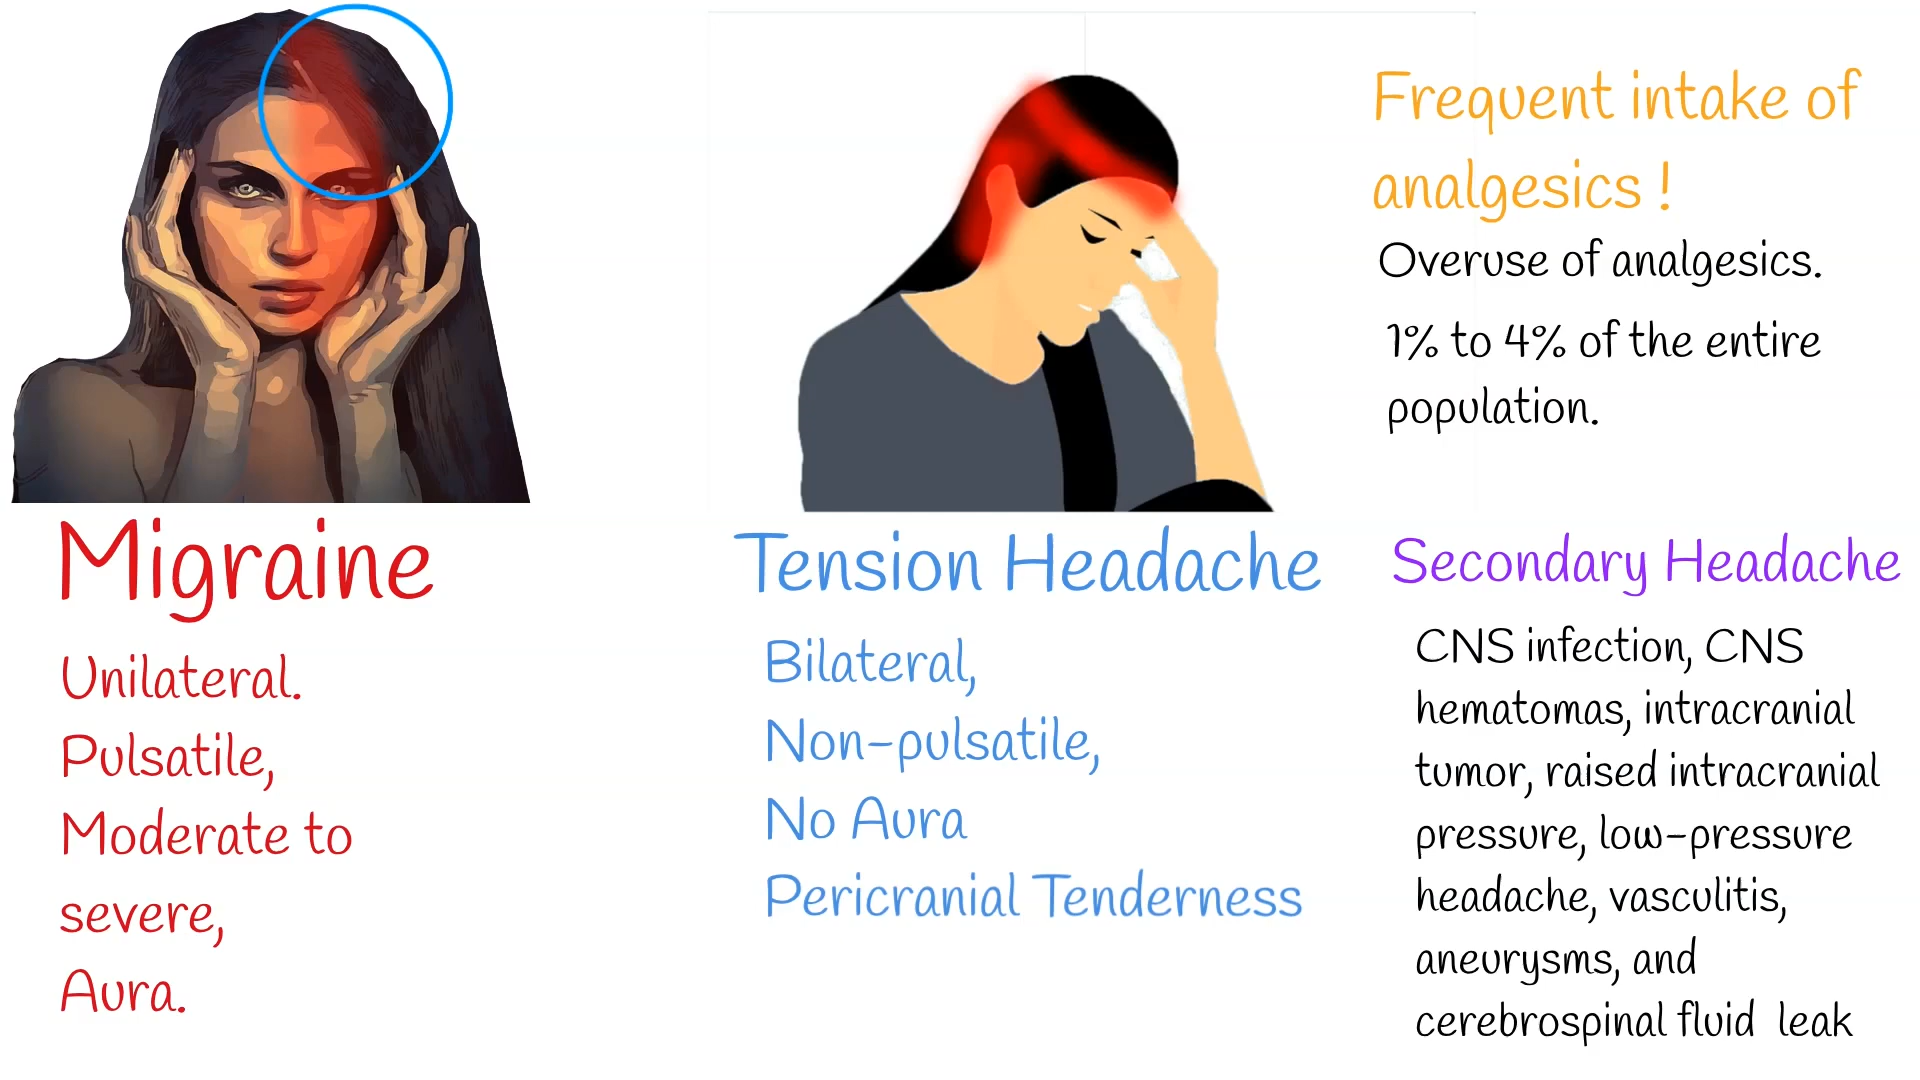 Frequent intake of
analgesics !
Overuse of analgesics.
1% to 4% of the entire
population.
Migraine
Unilateral.
Pulsatile,
Moderate to
severe,
Aura.
Tension Headache
Bilateral,
Non-pulsatile,
No Aura
Pericranial Tenderness
Secondary Headache
CNS infection, CNS
hematomas, intracranial
tumor, raised intracranial
pressure, low-pressure
headache, vasculitis,
aneurysms, and
cerebrospinal fluid leak